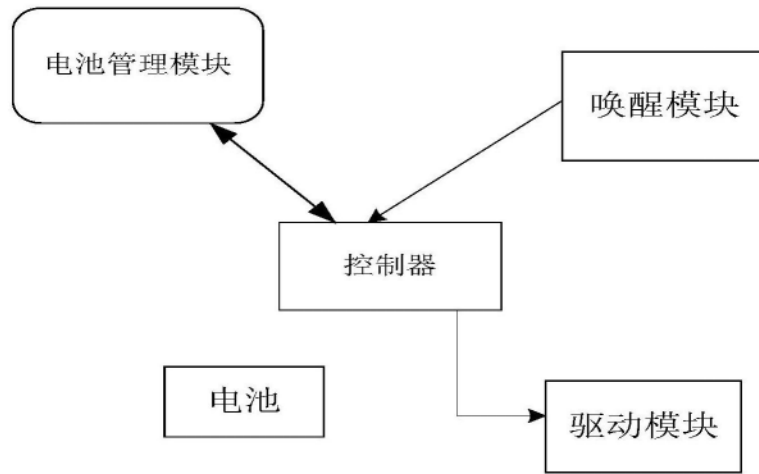 电池管理模块
唤醒模块
控制器
电池
驱动模块